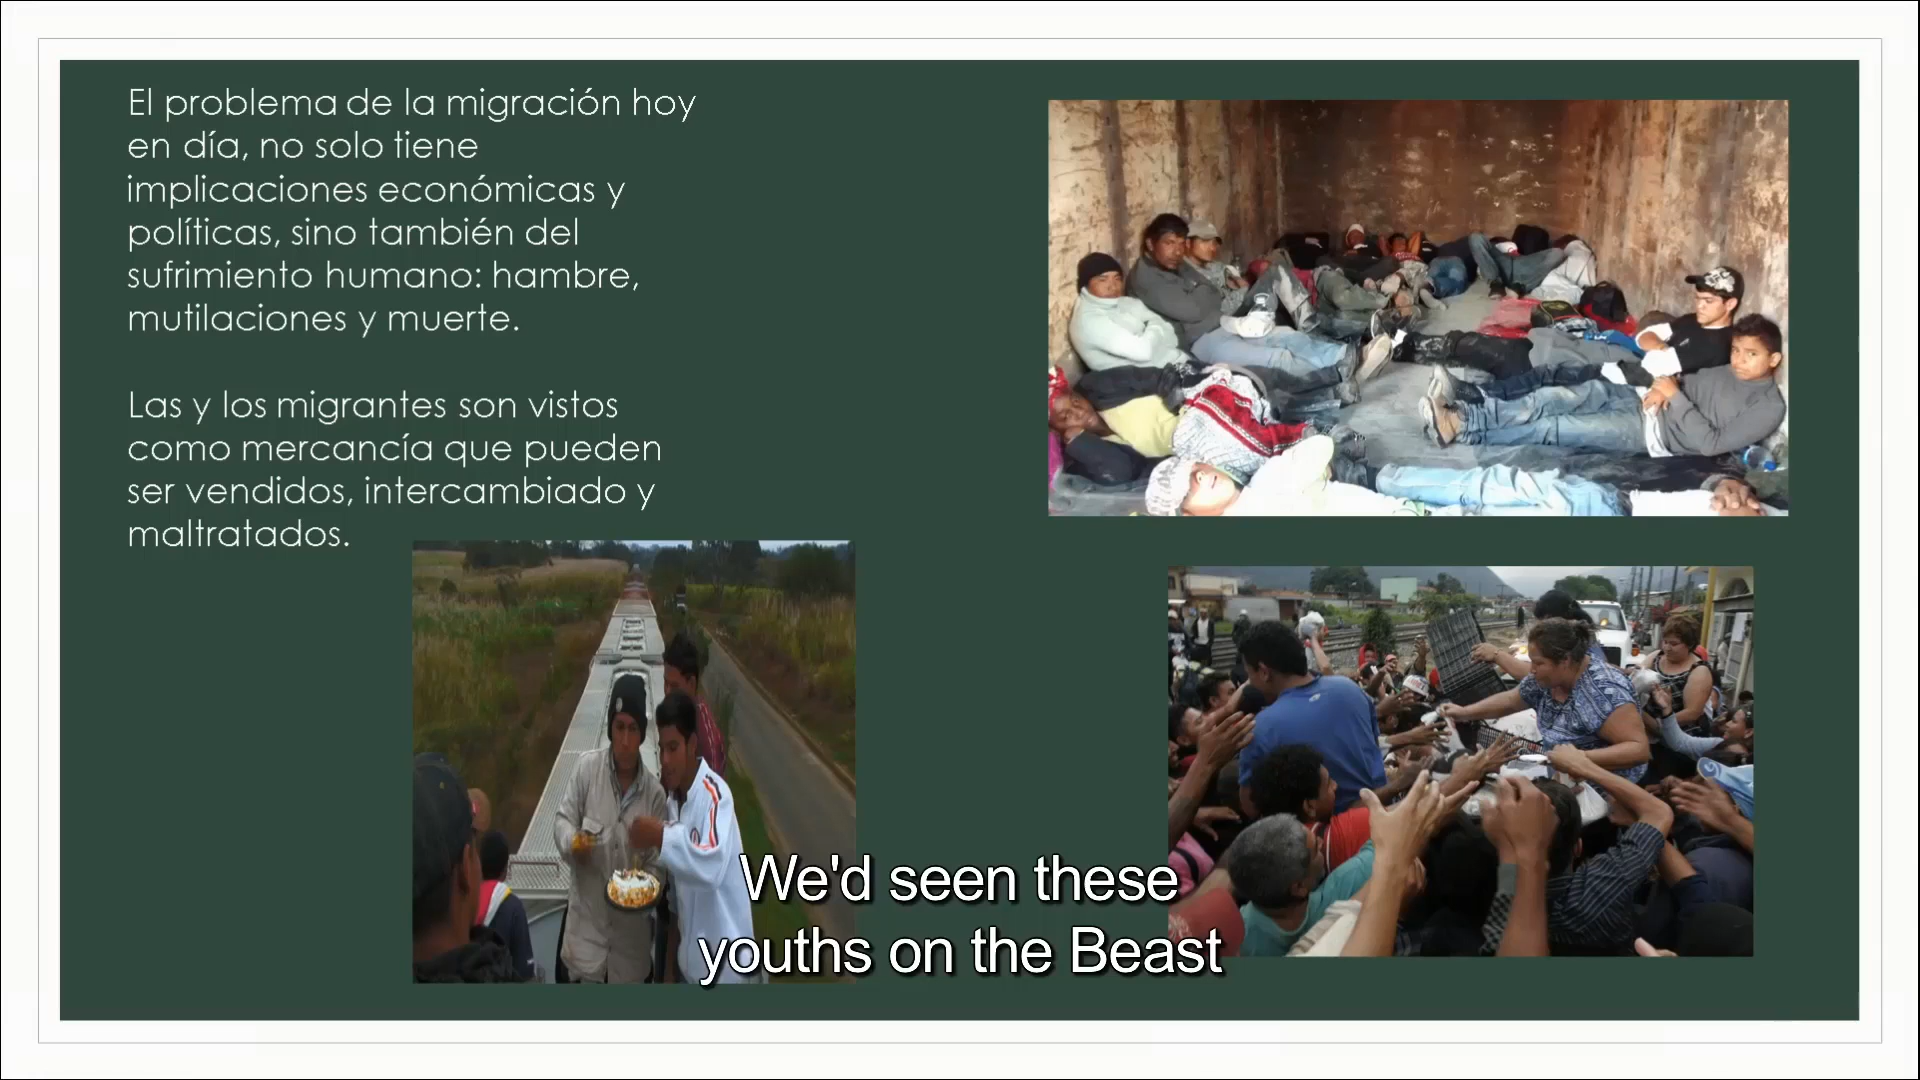 El problema de la migración hoy
en día, no solo tiene
implicaciones económicas y
políticas, sino también del
sufrimiento humano: hambre,
mutilaciones y muerte.
Las y los migrantes son vistos
como mercancía que pueden
ser vendidos, intercambiado y
maltratados.
We'd seen these
youths on the Beast